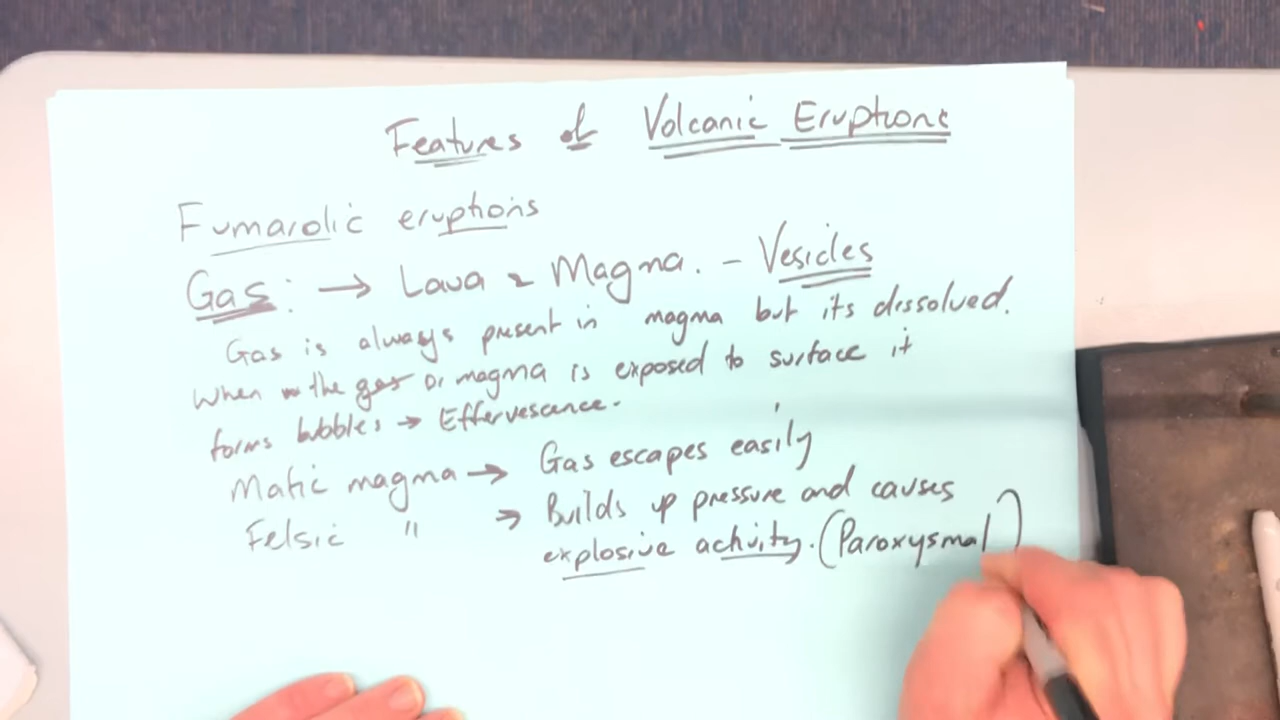 Features of Volcanic Eruptions
Fumarolic eruptions
Gas: → Lava & Magma. - Vesicles
Gas is always present in magma but its dissolved.
When the gas or magma is exposed to surface it
forms bubbles → Effervescence.
Mafic magma → Gas escapes easily
Felsic " → Builds up pressure and causes
explosive activity. (Paroxysmal)